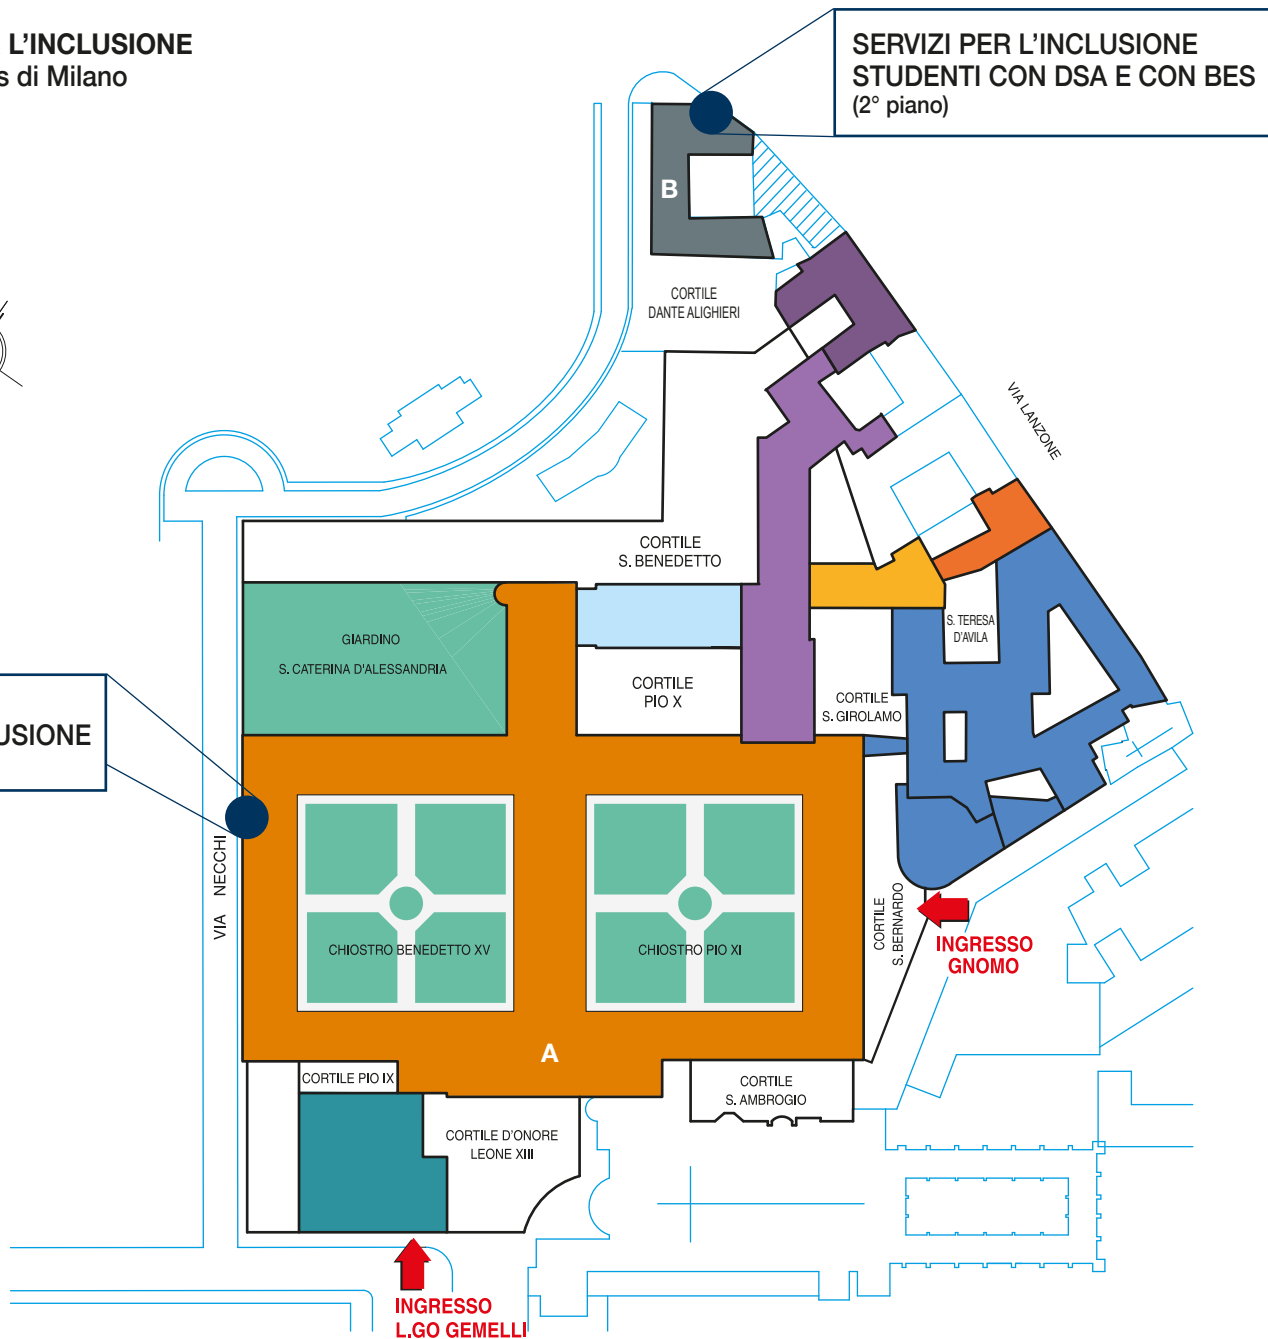 L'INCLUSIONE
s di Milano
SERVIZI PER L'INCLUSIONE
STUDENTI CON DSA E CON BES
(2° piano)
B
CORTILE
DANTE ALIGHIERI
VIA LANZONE
CORTILE
S. BENEDETTO
GIARDINO
S. CATERINA D'ALESSANDRIA
S. TERESA
D'AVILA
CORTILE
PIO X
CORTILE
S. GIROLAMO
USIONE
VIA NECCHI
CHIOSTRO BENEDETTO XV
CHIOSTRO PIO XI
CORTILE
S. BERNARDO
INGRESSO
GNOMO
A
CORTILE PIO IX
CORTILE
S. AMBROGIO
CORTILE D'ONORE
LEONE XIII
INGRESSO
L.GO GEMELLI